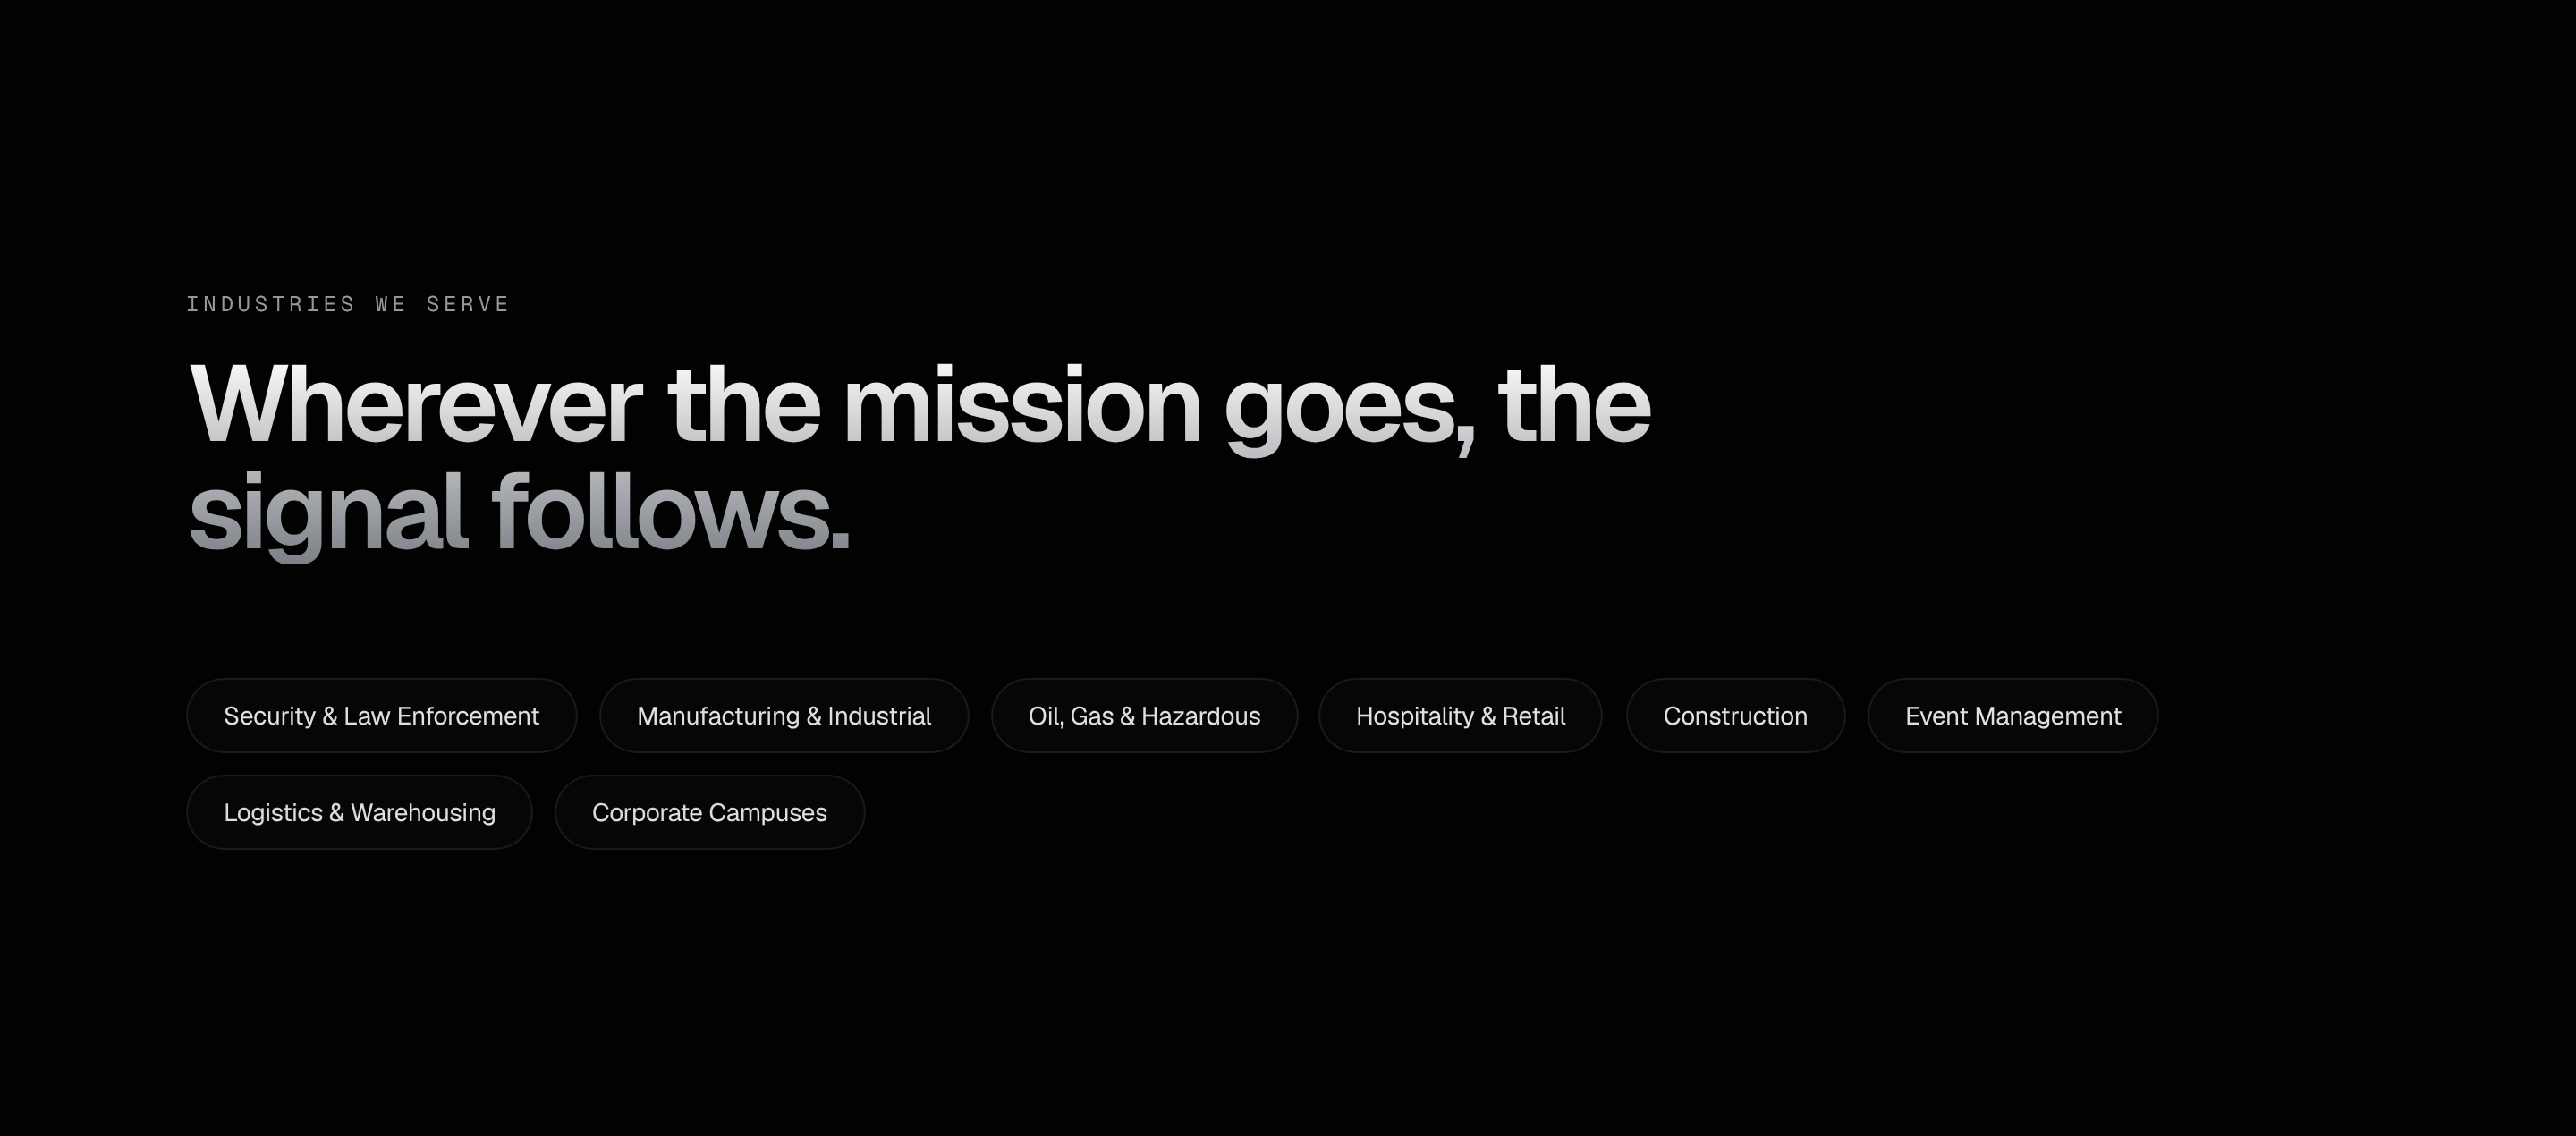 INDUSTRIES WE SERVE
Wherever the mission goes, the
signal follows.
Security & Law Enforcement
Manufacturing & Industrial
Oil, Gas & Hazardous
Hospitality & Retail
Construction
Event Management
Logistics & Warehousing
Corporate Campuses